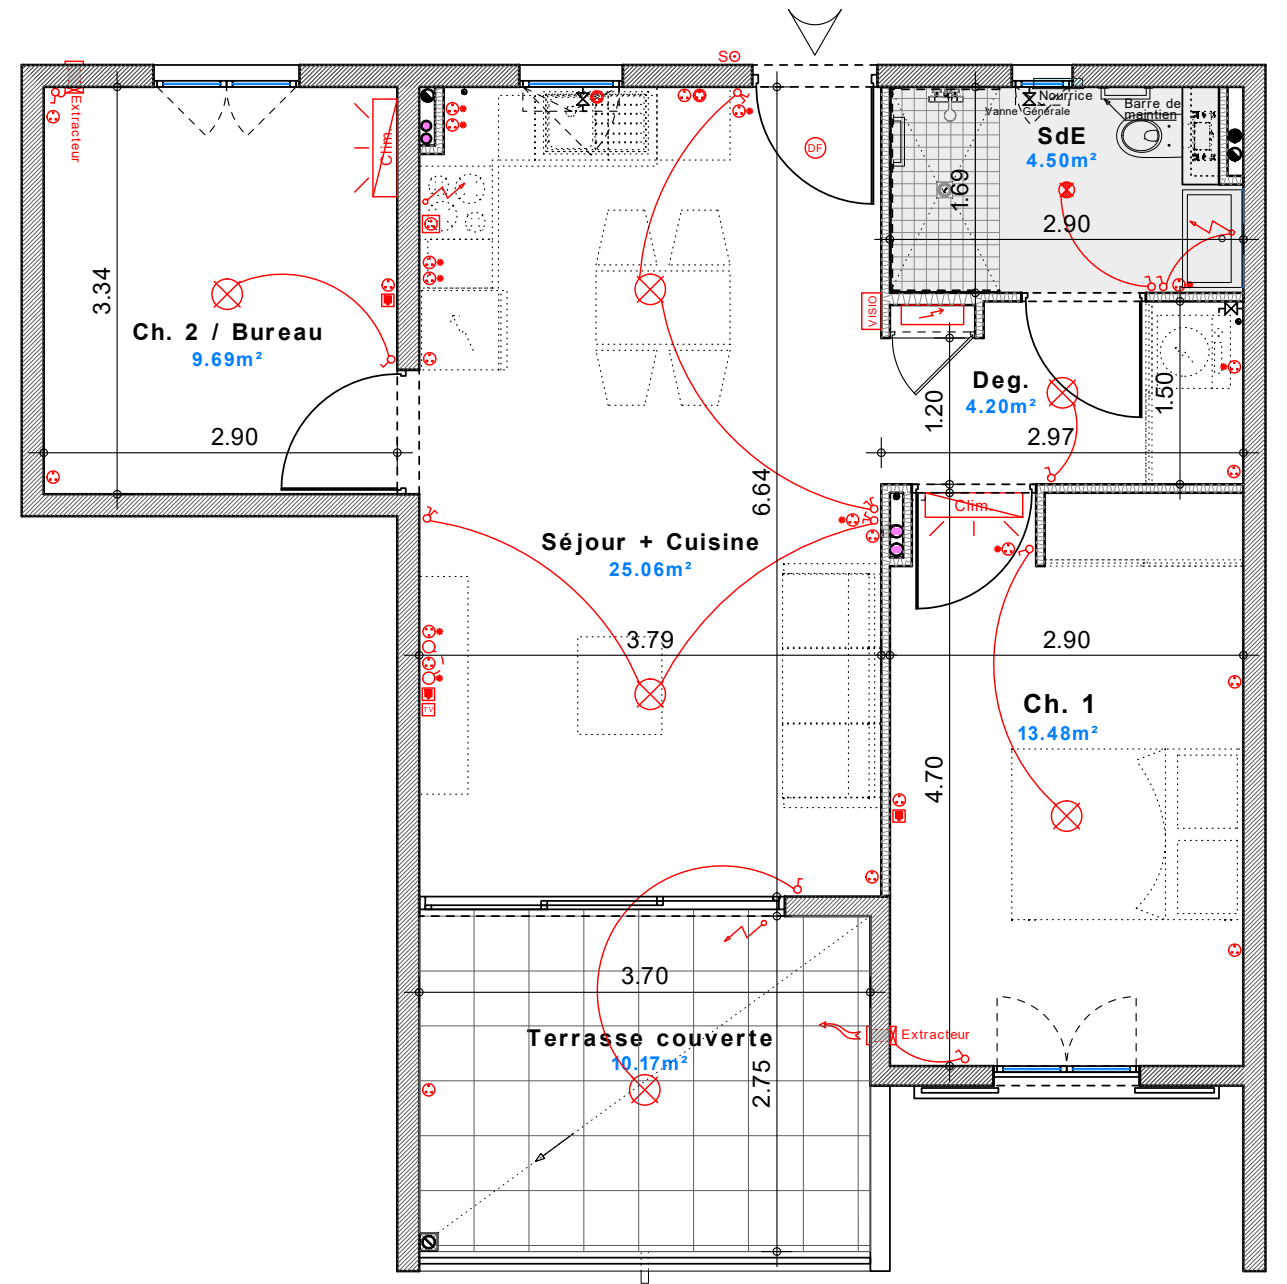 S
Extracteur
Clim.
DF
Nourrice
Vanne Générale
Barre de
maintien
SdE
4.50m²
1.69
2.90
3.34
VISIO
Ch. 2 / Bureau
9.69m²
Deg.
4.20m²
1.20
1.50
2.90
2.97
6.64
Clim.
Séjour + Cuisine
25.06m²
3.79
2.90
TV
Ch. 1
13.48m²
4.70
3.70
Terrasse couverte
10.17m²
Extracteur
2.75